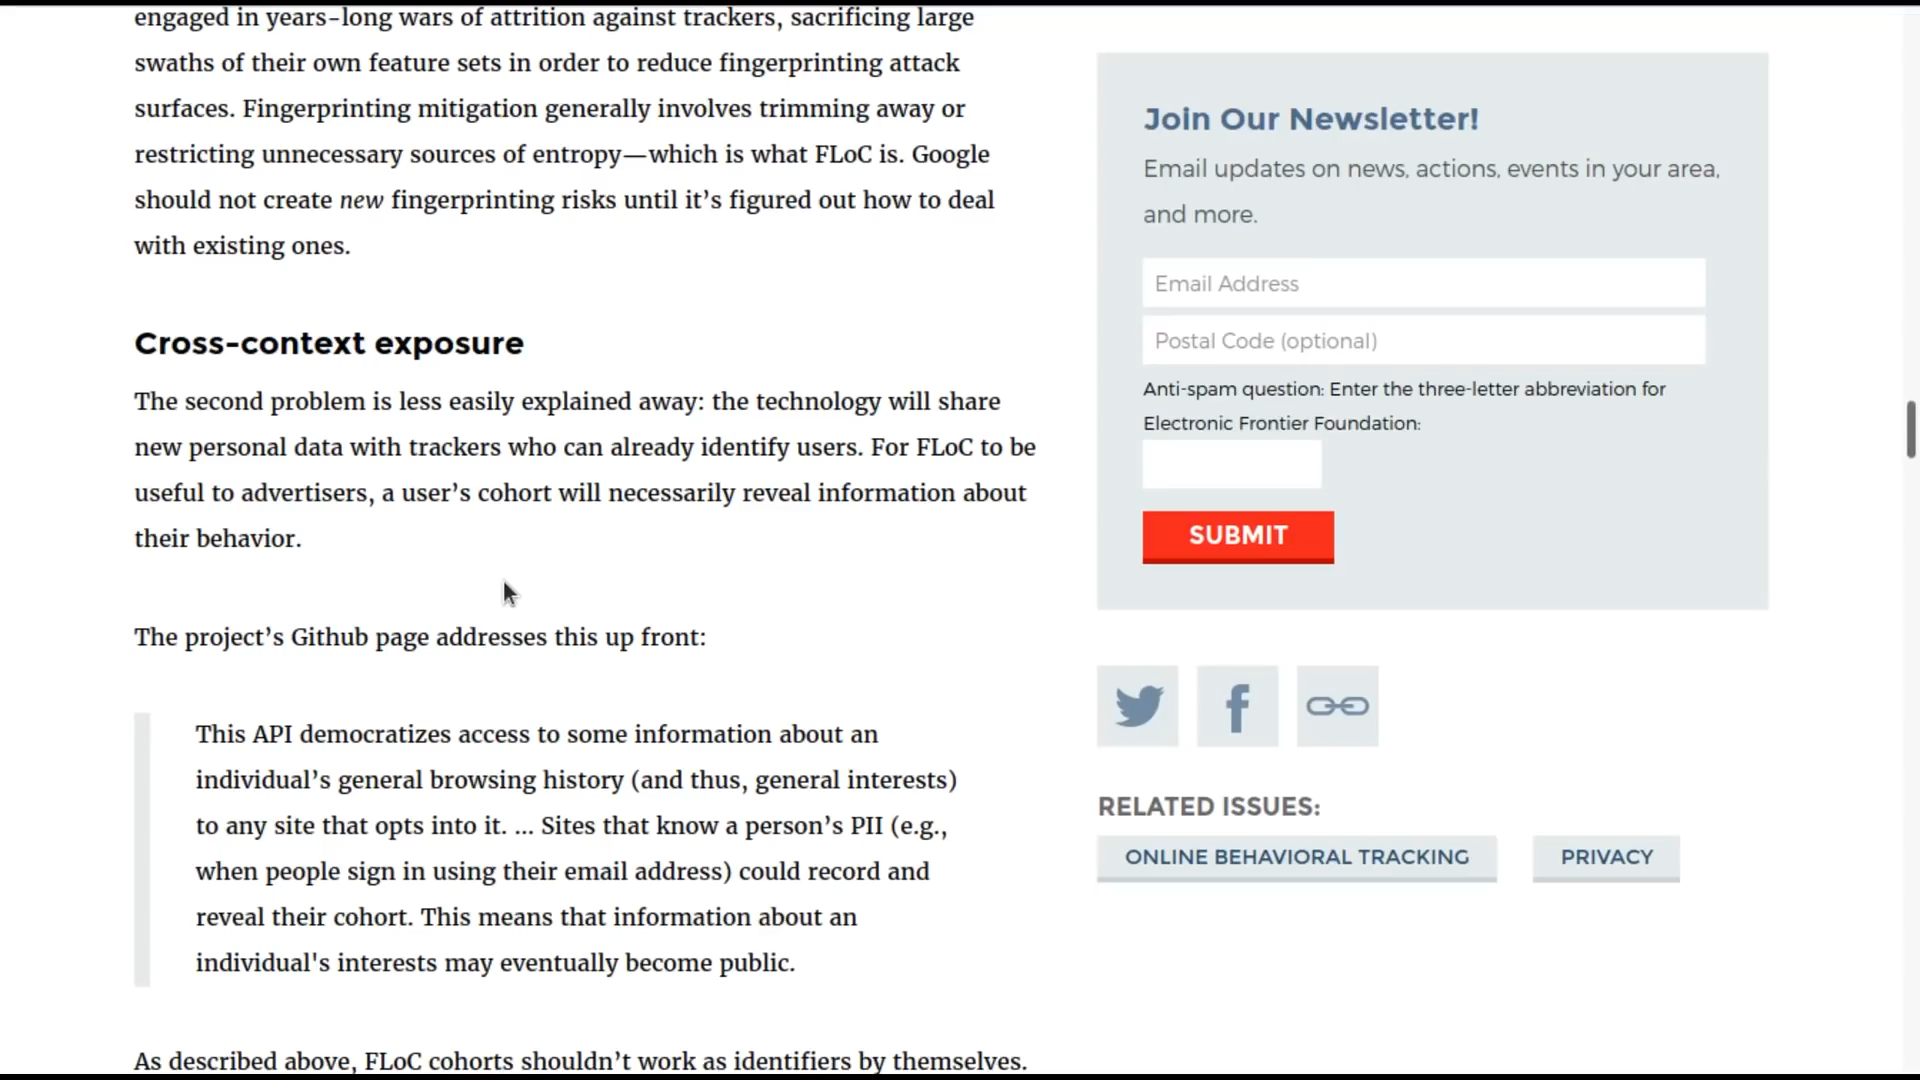 engaged in years-long wars of attrition against trackers, sacrificing large
swaths of their own feature sets in order to reduce fingerprinting attack
surfaces. Fingerprinting mitigation generally involves trimming away or
restricting unnecessary sources of entropy—which is what FLoC is. Google
should not create new fingerprinting risks until it’s figured out how to deal
with existing ones.
Cross-context exposure
The second problem is less easily explained away: the technology will share
new personal data with trackers who can already identify users. For FLoC to be
useful to advertisers, a user’s cohort will necessarily reveal information about
their behavior.
The project’s Github page addresses this up front:
This API democratizes access to some information about an
individual’s general browsing history (and thus, general interests)
to any site that opts into it. … Sites that know a person’s PII (e.g.,
when people sign in using their email address) could record and
reveal their cohort. This means that information about an
individual's interests may eventually become public.
As described above, FLoC cohorts shouldn’t work as identifiers by themselves.
Join Our Newsletter!
Email updates on news, actions, events in your area,
and more.
Email Address
Postal Code (optional)
Anti-spam question: Enter the three-letter abbreviation for
Electronic Frontier Foundation:
SUBMIT
RELATED ISSUES:
ONLINE BEHAVIORAL TRACKING
PRIVACY